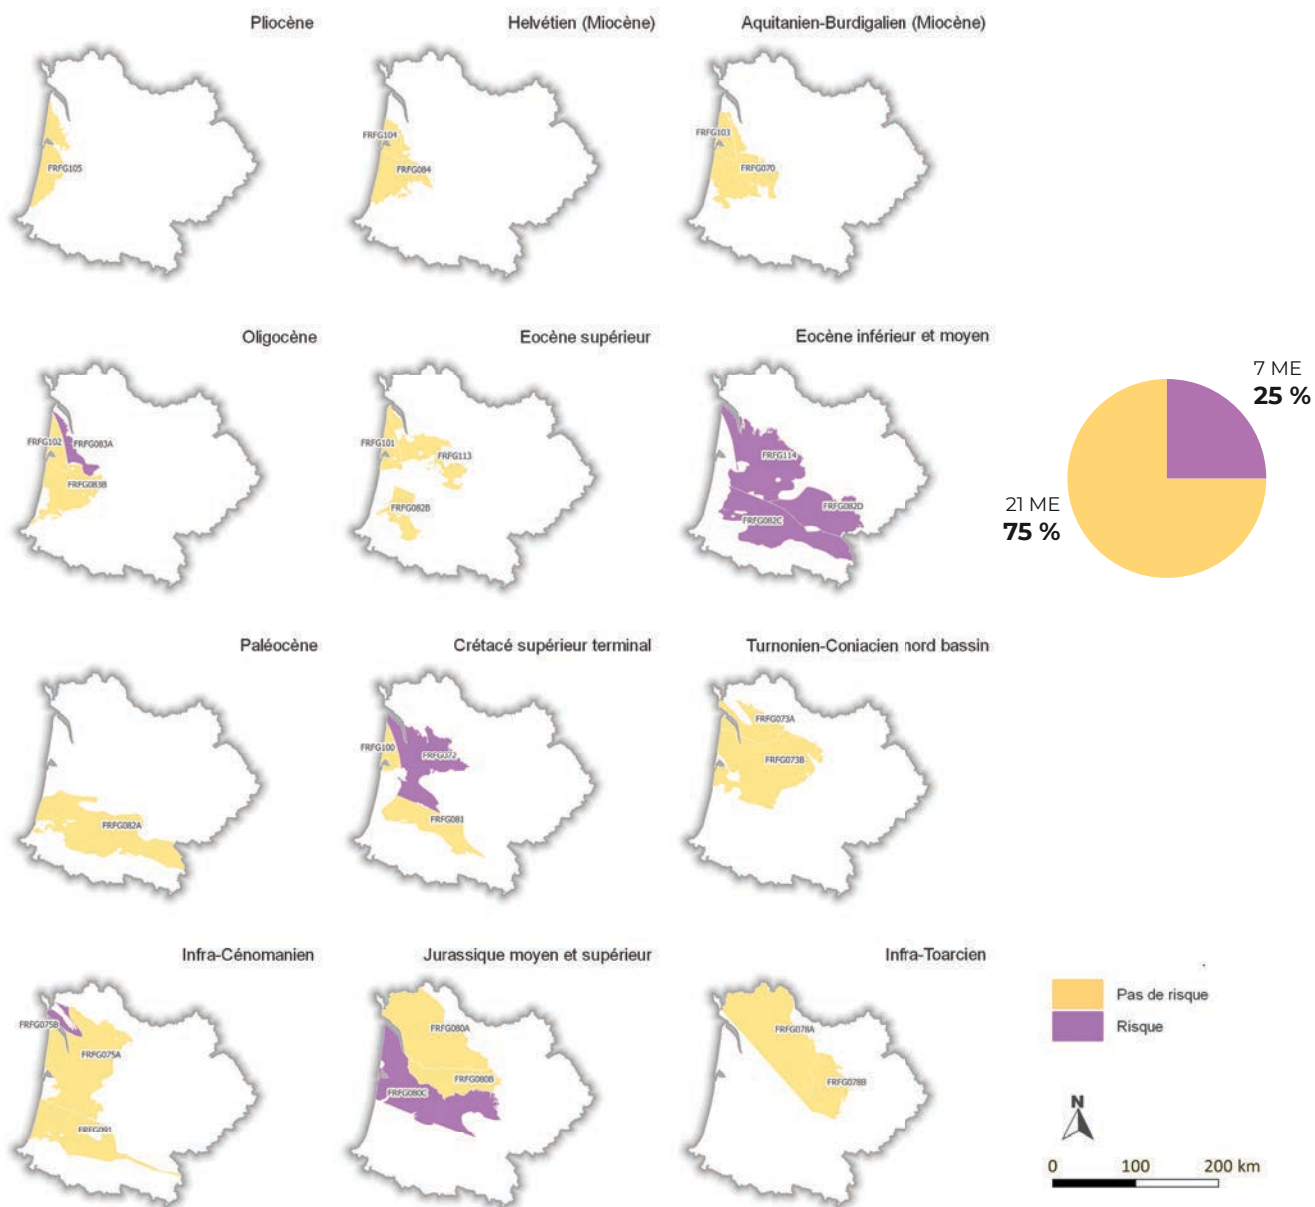 Pliocène
Helvétien (Miocène)
Aquitanien-Burdigalien (Miocène)
FRFG105
FRFG104
FRFG084
FRFG103
FRFG070
Oligocène
Eocène supérieur
Eocène inférieur et moyen
FRFG102
FRFG083A
FRFG083B
FRFG101
FRFG113
FRFG082B
FRFG114
FRFG082D
FRFG082C
7 ME
25 %
21 ME
75 %
Paléocène
Crétacé supérieur terminal
Turnonien-Coniacien nord bassin
FRFG082A
FRFG100
FRFG072
FRFG081
FRFG073A
FRFG073B
Infra-Cénomanien
Jurassique moyen et supérieur
Infra-Toarcien
FRFG075B
FRFG075A
FRFG091
FRFG080A
FRFG080B
FRFG080C
FRFG078A
FRFG078B
Pas de risque
Risque
N
0 100 200 km